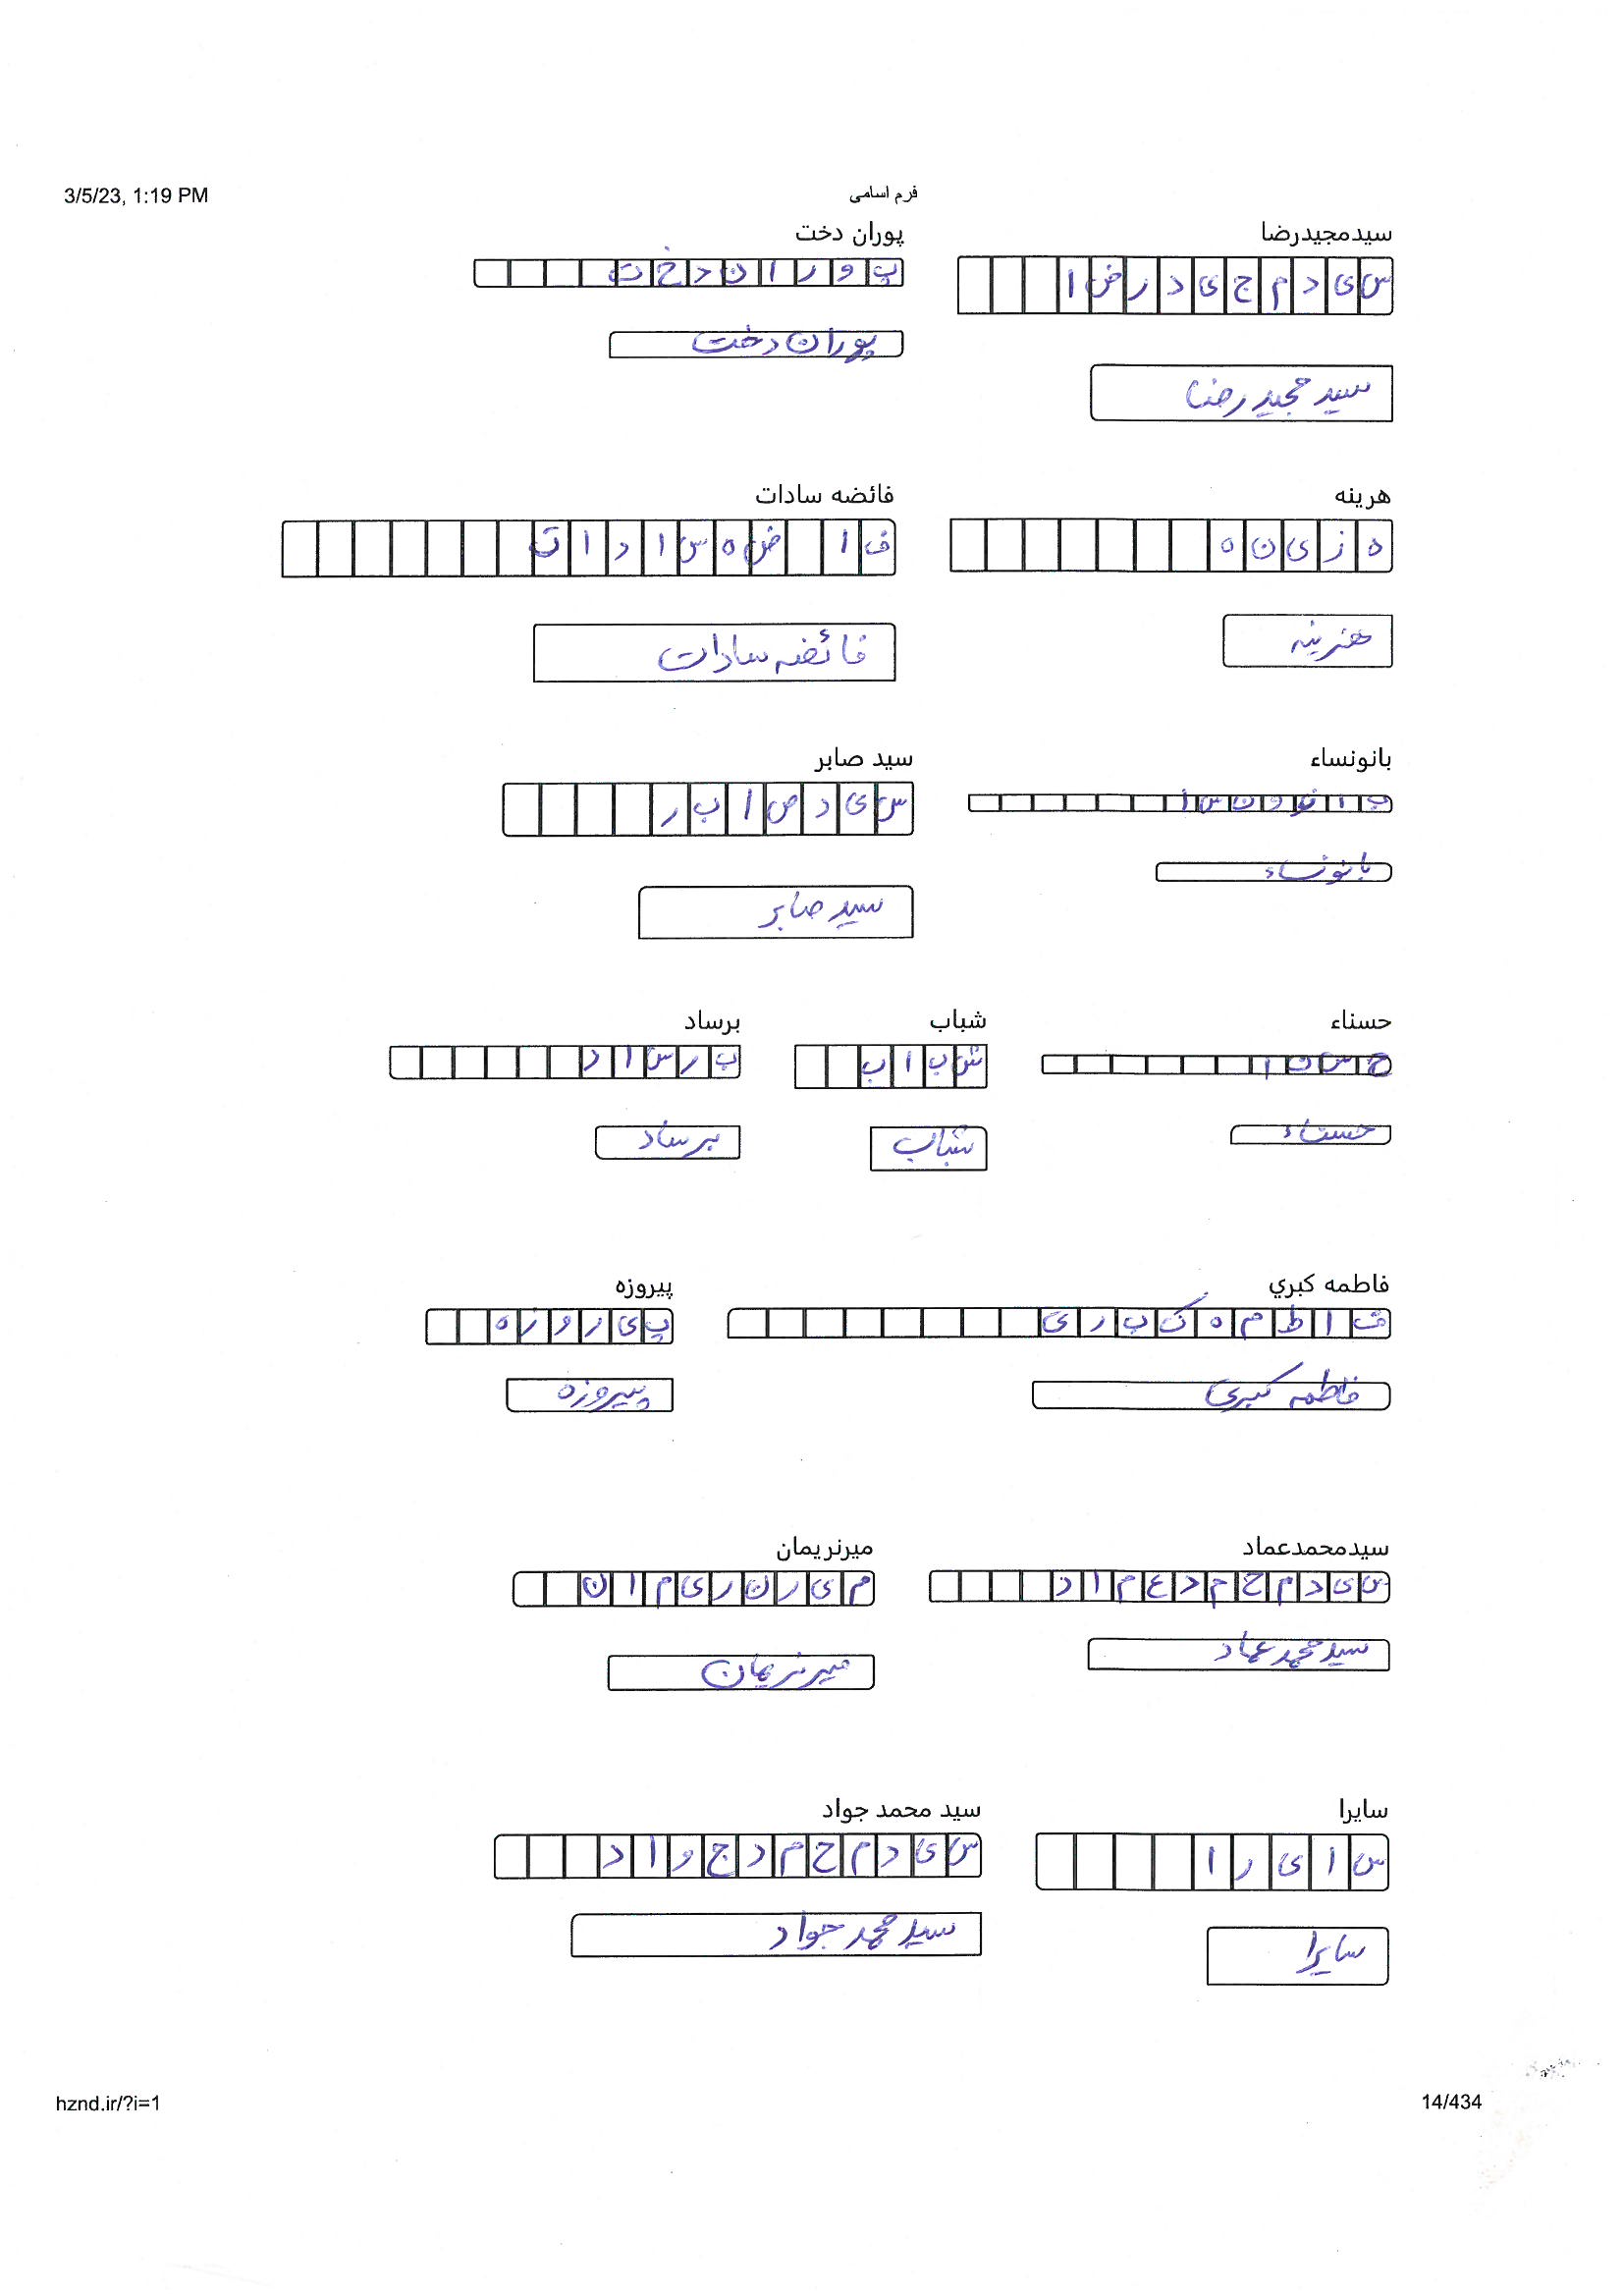 3/5/23, 1:19 PM
فرم اسامی
سیدمجیدرضا
پوران دخت
س ی د م ج ی د ر ض ا
پ و ر ا ن د خ ت
پوران دخت
سید مجید رضا
هرینه
فائضه سادات
ه ز ی ن ه
ف ا ض ه س ا د ا ت
هزینه
فائضه سادات
بانونساء
سید صابر
ب ا ن و ن س ا
س ی د ص ا ب ر
بانونساء
سید صابر
حسناء
شباب
برساد
ح س ن ا
ش ب ا ب
ب ر س ا د
حسناء
شباب
برساد
فاطمه كبري
پیروزه
ف ا ط م ه ک ب ر ی
پ ی ر و ز ه
فاطمه کبری
پیروزه
سیدمحمدعماد
میرنریمان
س ی د م ح م د ع م ا د
م ی ر ن ر ی م ا ن
سید محمد عماد
میرنریمان
سایرا
سید محمد جواد
س ا ی ر ا
س ی د م ح م د ج و ا د
سید محمد جواد
سایرا
hznd.ir/?i=1
14/434